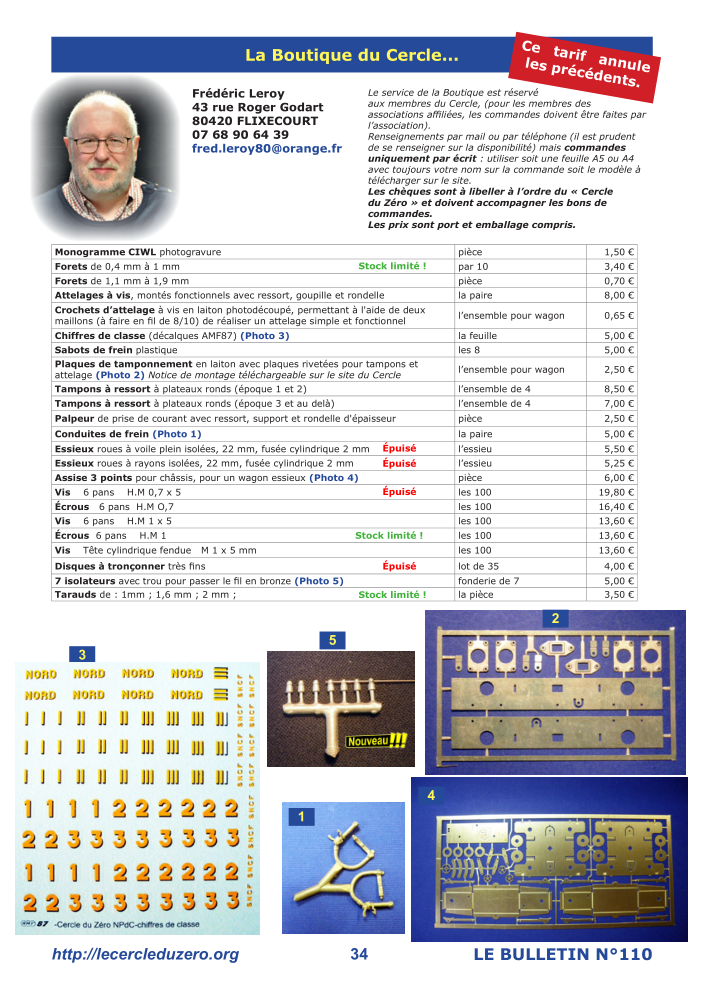 La Boutique du Cercle...
Ce tarif annule
les précédents.
Frédéric Leroy
43 rue Roger Godart
80420 FLIXECOURT
07 68 90 64 39
fred.leroy80@orange.fr
Le service de la Boutique est réservé
aux membres du Cercle, (pour les membres des
associations affiliées, les commandes doivent être faites par
l’association).
Renseignements par mail ou par téléphone (il est prudent
de se renseigner sur la disponibilité) mais commandes
uniquement par écrit : utiliser soit une feuille A5 ou A4
avec toujours votre nom sur la commande soit le modèle à
télécharger sur le site.
Les chèques sont à libeller à l’ordre du « Cercle
du Zéro » et doivent accompagner les bons de
commandes.
Les prix sont port et emballage compris.
Monogramme CIWL photogravure pièce 1,50 €
Forets de 0,4 mm à 1 mm Stock limité ! par 10 3,40 €
Forets de 1,1 mm à 1,9 mm pièce 0,70 €
Attelages à vis, montés fonctionnels avec ressort, goupille et rondelle la paire 8,00 €
Crochets d’attelage à vis en laiton photodécoupé, permettant à l'aide de deux
maillons (à faire en fil de 8/10) de réaliser un attelage simple et fonctionnel l’ensemble pour wagon 0,65 €
Chiffres de classe (décalques AMF87) (Photo 3) la feuille 5,00 €
Sabots de frein plastique les 8 5,00 €
Plaques de tamponnement en laiton avec plaques rivetées pour tampons et
attelage (Photo 2) Notice de montage téléchargeable sur le site du Cercle l’ensemble pour wagon 2,50 €
Tampons à ressort à plateaux ronds (époque 1 et 2) l’ensemble de 4 8,50 €
Tampons à ressort à plateaux ronds (époque 3 et au delà) l’ensemble de 4 7,00 €
Palpeur de prise de courant avec ressort, support et rondelle d'épaisseur pièce 2,50 €
Conduites de frein (Photo 1) la paire 5,00 €
Essieux roues à voile plein isolées, 22 mm, fusée cylindrique 2 mm Épuisé l’essieu 5,50 €
Essieux roues à rayons isolées, 22 mm, fusée cylindrique 2 mm Épuisé l’essieu 5,25 €
Assise 3 points pour châssis, pour un wagon essieux (Photo 4) pièce 6,00 €
Vis 6 pans H.M 0,7 x 5 Épuisé les 100 19,80 €
Écrous 6 pans H.M O,7 les 100 16,40 €
Vis 6 pans H.M 1 x 5 les 100 13,60 €
Écrous 6 pans H.M 1 Stock limité ! les 100 13,60 €
Vis Tête cylindrique fendue M 1 x 5 mm les 100 13,60 €
Disques à tronçonner très fins Épuisé lot de 35 4,00 €
7 isolateurs avec trou pour passer le fil en bronze (Photo 5) fonderie de 7 5,00 €
Tarauds de : 1mm ; 1,6 mm ; 2 mm ; Stock limité ! la pièce 3,50 €
2
5
3
Nouveau !!!
NORD NORD NORD NORD
NORD NORD NORD NORD
SNCF SNCF
1 1 1 1 2 2 2 2 2 2
2 2 3 3 3 3 3 3 3 3
1 1 1 1 2 2 2 2 2 2
2 2 3 3 3 3 3 3 3 3
87 -Cercle du Zéro NPdC-chiffres de classe
1
4
http://lecercleduzero.org
34
LE BULLETIN N°110